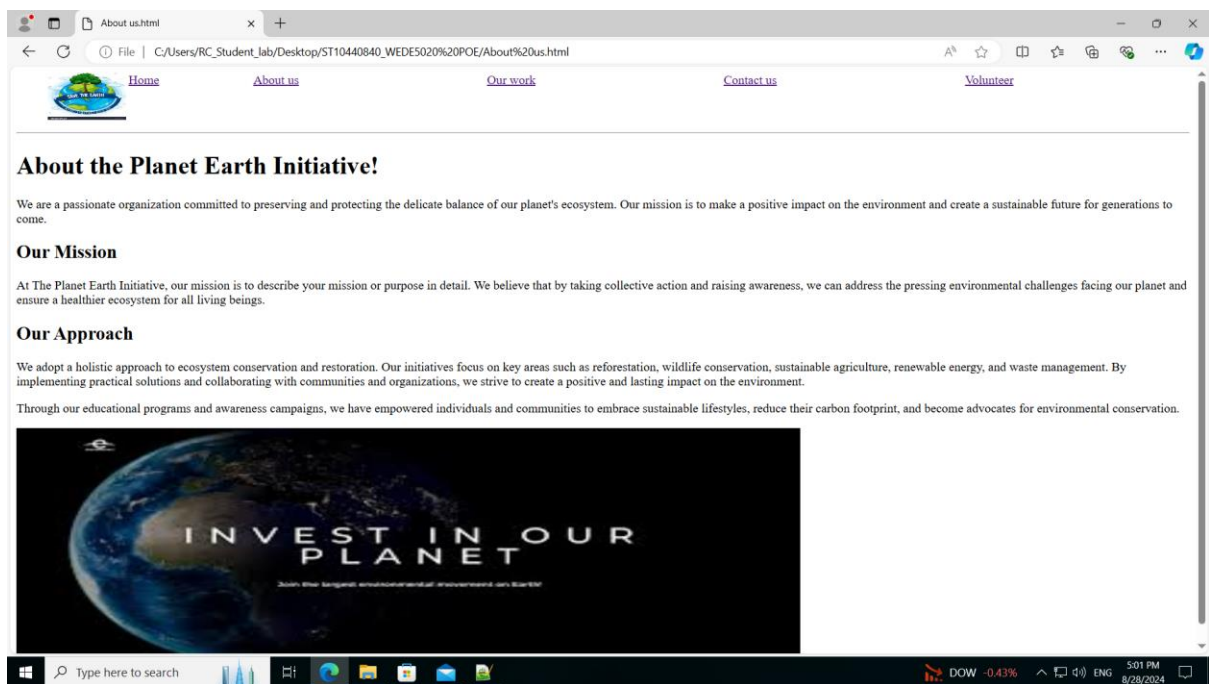 About us.html
File | C:/Users/RC_Student_lab/Desktop/ST10440840_WEDE5020%20POE/About%20us.html
Home About us Our work Contact us Volunteer
About the Planet Earth Initiative!
We are a passionate organization committed to preserving and protecting the delicate balance of our planet's ecosystem. Our mission is to make a positive impact on the environment and create a sustainable future for generations to
come.
Our Mission
At The Planet Earth Initiative, our mission is to describe your mission or purpose in detail. We believe that by taking collective action and raising awareness, we can address the pressing environmental challenges facing our planet and
ensure a healthier ecosystem for all living beings.
Our Approach
We adopt a holistic approach to ecosystem conservation and restoration. Our initiatives focus on key areas such as reforestation, wildlife conservation, sustainable agriculture, renewable energy, and waste management. By
implementing practical solutions and collaborating with communities and organizations, we strive to create a positive and lasting impact on the environment.
Through our educational programs and awareness campaigns, we have empowered individuals and communities to embrace sustainable lifestyles, reduce their carbon footprint, and become advocates for environmental conservation.
INVEST IN OUR
PLANET
Join the largest environmental movement on Earth!
Type here to search DOW -0.43% ENG 5:01 PM
8/28/2024